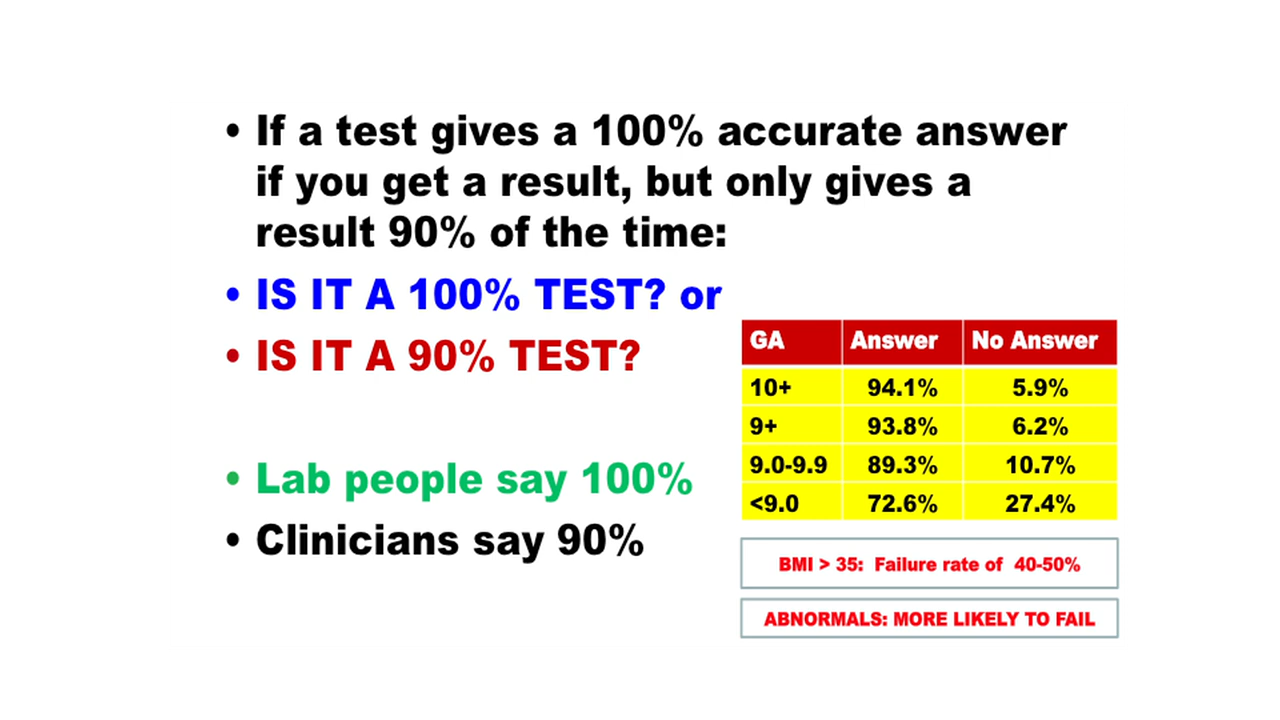 • If a test gives a 100% accurate answer
if you get a result, but only gives a
result 90% of the time:
• IS IT A 100% TEST? or
• IS IT A 90% TEST?
• Lab people say 100%
• Clinicians say 90%
GA Answer No Answer
10+ 94.1% 5.9%
9+ 93.8% 6.2%
9.0-9.9 89.3% 10.7%
<9.0 72.6% 27.4%
BMI > 35: Failure rate of 40-50%
ABNORMALS: MORE LIKELY TO FAIL